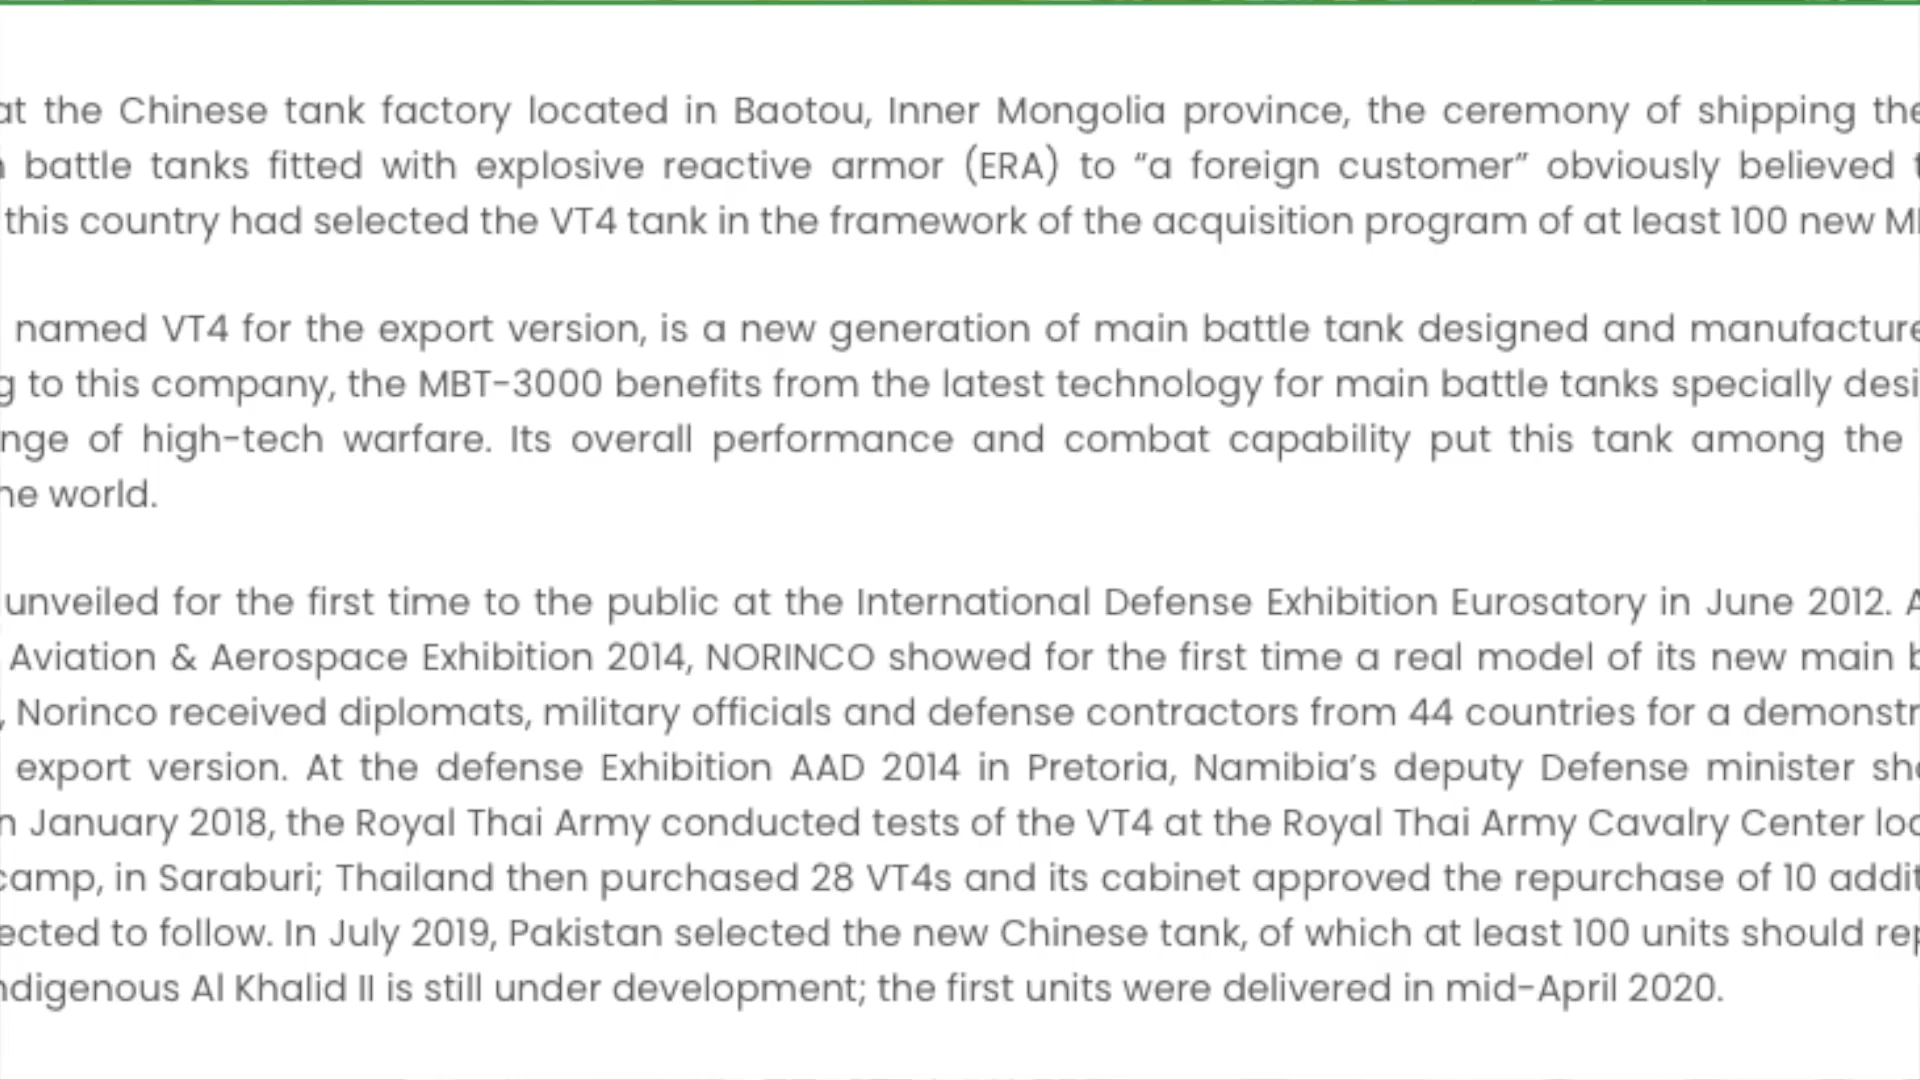 at the Chinese tank factory located in Baotou, Inner Mongolia province, the ceremony of shipping the
battle tanks fitted with explosive reactive armor (ERA) to “a foreign customer” obviously believed
this country had selected the VT4 tank in the framework of the acquisition program of at least 100 new
named VT4 for the export version, is a new generation of main battle tank designed and manufacture
to this company, the MBT-3000 benefits from the latest technology for main battle tanks specially desi
nge of high-tech warfare. Its overall performance and combat capability put this tank among the
he world.
unveiled for the first time to the public at the International Defense Exhibition Eurosatory in June 2012.
Aviation & Aerospace Exhibition 2014, NORINCO showed for the first time a real model of its new main
, Norinco received diplomats, military officials and defense contractors from 44 countries for a demonstr
export version. At the defense Exhibition AAD 2014 in Pretoria, Namibia’s deputy Defense minister
n January 2018, the Royal Thai Army conducted tests of the VT4 at the Royal Thai Army Cavalry Center
camp, in Saraburi; Thailand then purchased 28 VT4s and its cabinet approved the repurchase of 10 addit
ected to follow. In July 2019, Pakistan selected the new Chinese tank, of which at least 100 units should
ndigenous Al Khalid II is still under development; the first units were delivered in mid-April 2020.